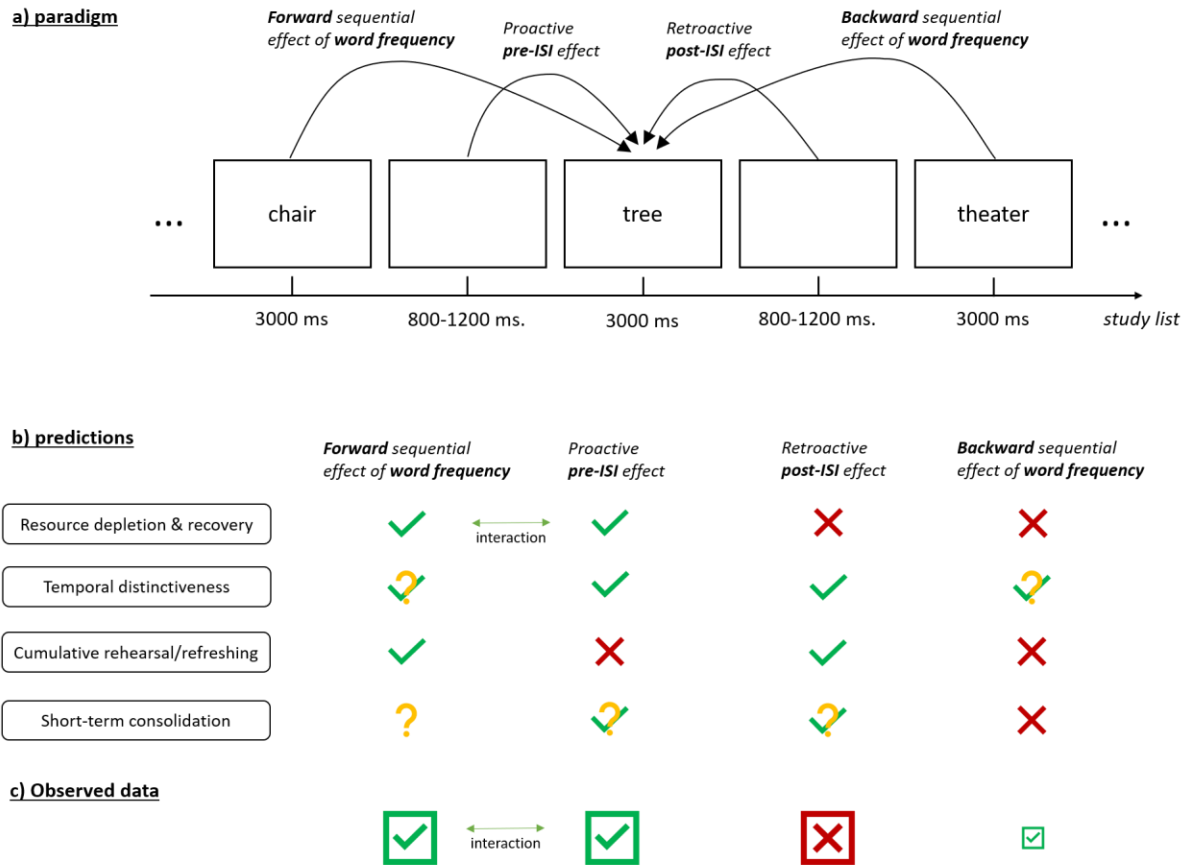 a) paradigm
Forward sequential
effect of word frequency
Proactive
pre-ISI effect
Retroactive
post-ISI effect
Backward sequential
effect of word frequency
...
chair
tree
theater
...
3000 ms
800-1200 ms.
3000 ms
800-1200 ms.
3000 ms
study list
b) predictions
Forward sequential
effect of word frequency
Proactive
pre-ISI effect
Retroactive
post-ISI effect
Backward sequential
effect of word frequency
Resource depletion & recovery
interaction
Temporal distinctiveness
?
?
Cumulative rehearsal/refreshing
Short-term consolidation
?
?
?
c) Observed data
interaction